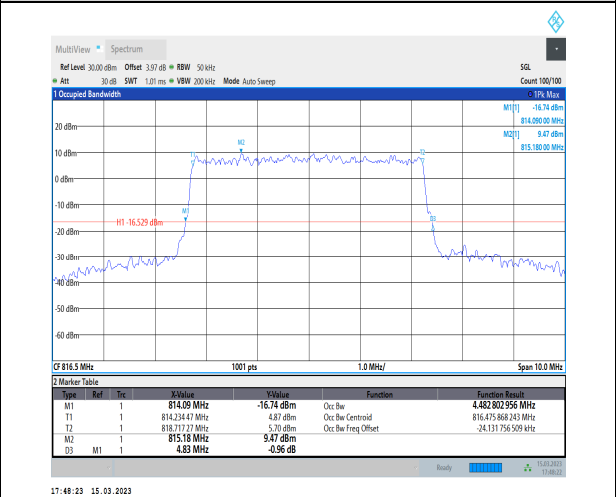 MultiView Spectrum
Ref Level 30.00 dBm Offset 3.97 dB RBW 50 kHz SGL
Att 30 dB SWT 1.01 ms VBW 200 kHz Mode Auto Sweep Count 100/100
1 Occupied Bandwidth 1Pk Max
M1[1] -16.74 dBm
814.090 00 MHz
M2[1] 9.47 dBm
815.180 00 MHz
20 dBm
10 dBm
0 dBm
-10 dBm
-20 dBm
-30 dBm
-40 dBm
-50 dBm
-60 dBm
M2
T2
M1
D3
H1 -16.529 dBm
CF 816.5 MHz 1001 pts 1.0 MHz/ Span 10.0 MHz
2 Marker Table
Type Ref Trc X-Value Y-Value Function Function Result
M1 1 814.09 MHz -16.74 dBm Occ Bw 4.482 802 956 MHz
T1 1 814.234 47 MHz 4.87 dBm Occ Bw Centroid 816.475 868 243 MHz
T2 1 818.717 27 MHz 5.70 dBm Occ Bw Freq Offset -24.131 756 509 kHz
M2 1 815.18 MHz 9.47 dBm
D3 M1 1 4.83 MHz -0.96 dB
Ready 15.03.2023
17:48:22
17:48:23 15.03.2023